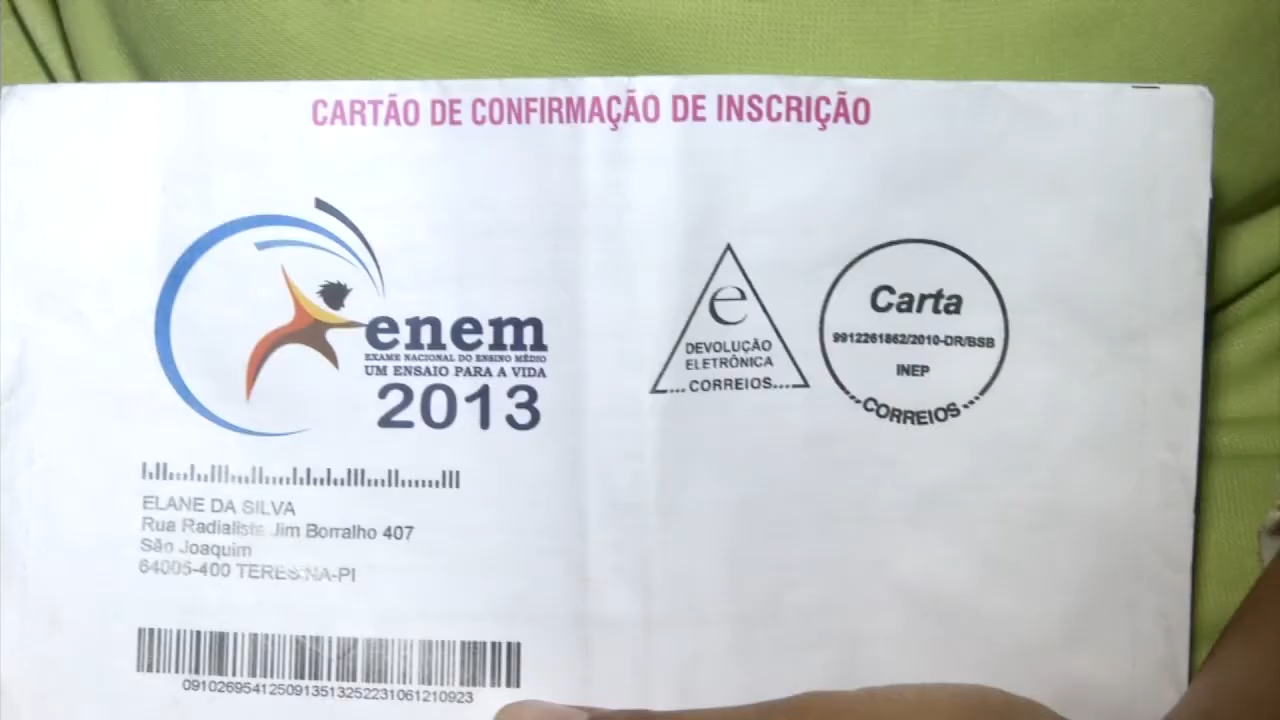 CARTÃO DE CONFIRMAÇÃO DE INSCRIÇÃO
enem
EXAME NACIONAL DO ENSINO MÉDIO
UM ENSAIO PARA A VIDA
2013
e
DEVOLUÇÃO
ELETRÔNICA
...CORREIOS...
Carta
9912261862/2010-DR/BSB
INEP
...CORREIOS...
ELANE DA SILVA
Rua Radialista Jim Borralho 407
São Joaquim
64005-400 TERESINA-PI
0910269541250913513252231061210923